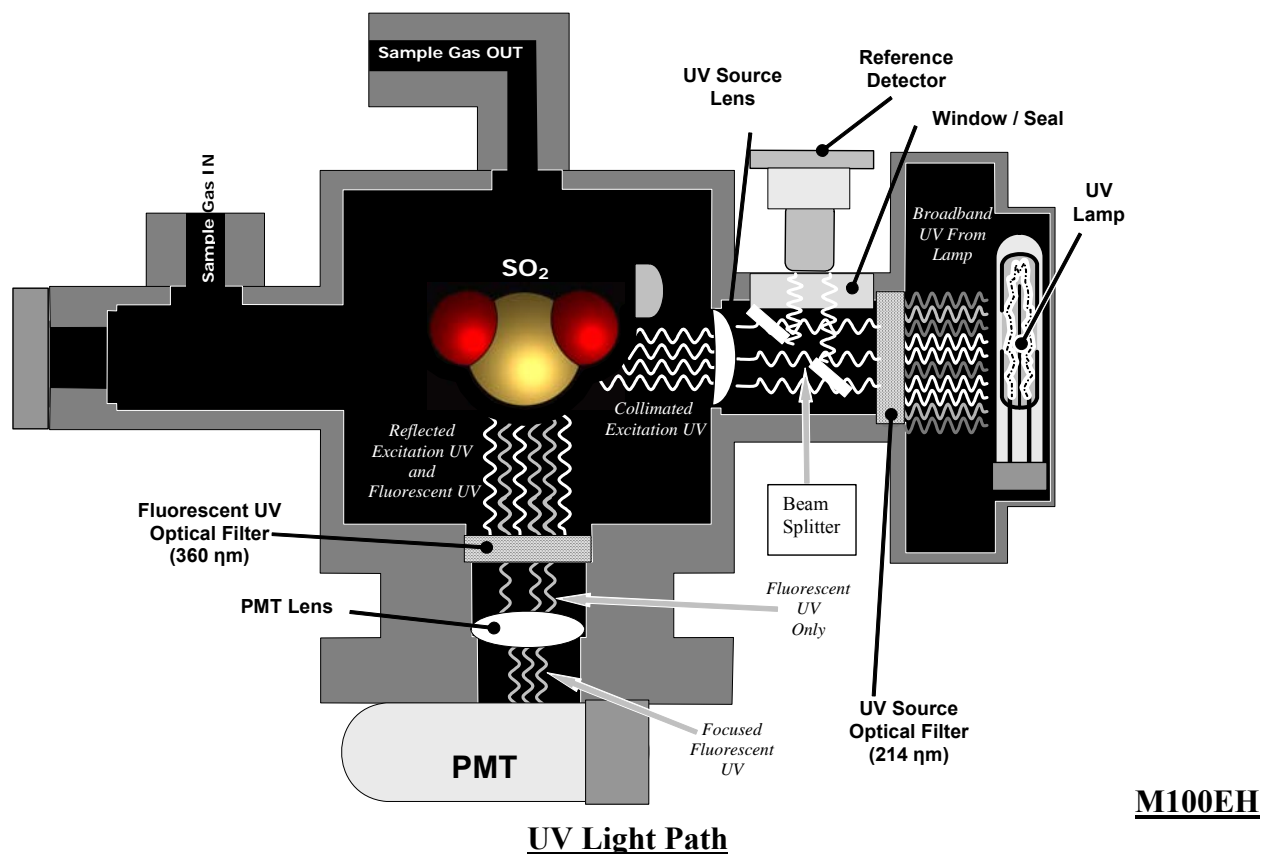 Sample Gas OUT
UV Source
Lens
Reference
Detector
Window / Seal
UV
Lamp
Sample Gas IN
Broadband
UV From
Lamp
SO₂
Collimated
Excitation UV
Reflected
Excitation UV
and
Fluorescent UV
Fluorescent UV
Optical Filter
(360 ηm)
Beam
Splitter
PMT Lens
Fluorescent
UV
Only
UV Source
Optical Filter
(214 ηm)
Focused
Fluorescent
UV
PMT
M100EH
UV Light Path